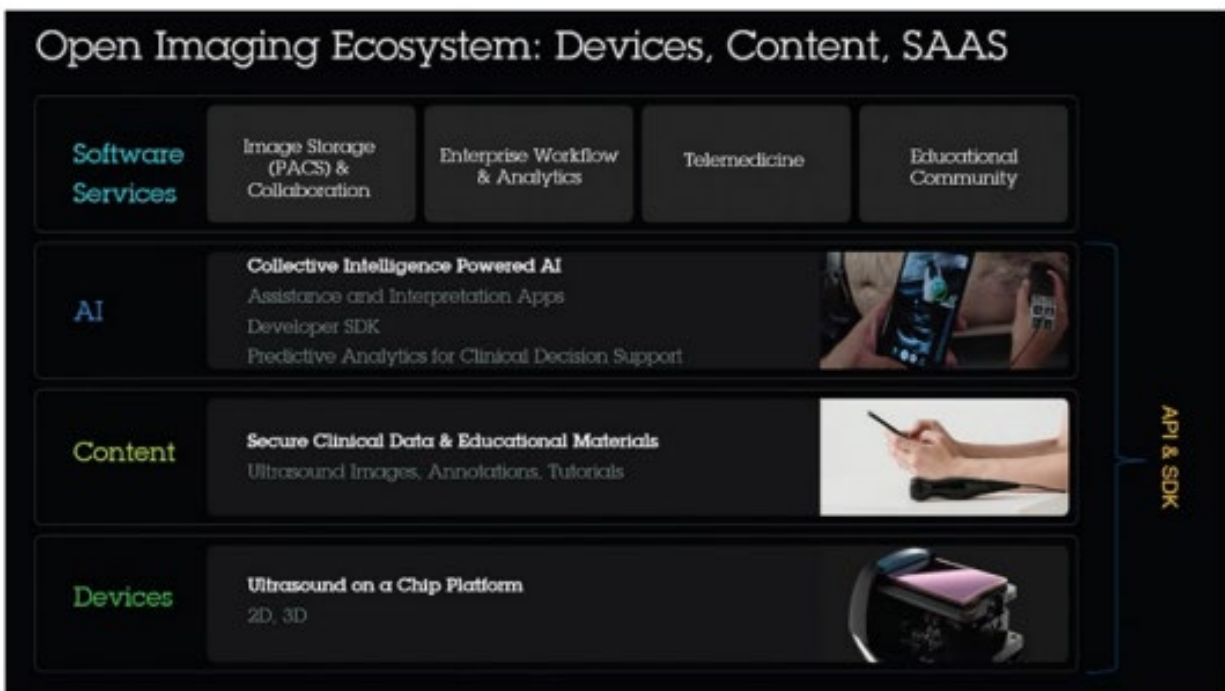 Open Imaging Ecosystem: Devices, Content, SAAS
Software
Services
Image Storage
(PACS) &
Collaboration
Enterprise Workflow
& Analytics
Telemedicine
Educational
Community
AI
Collective Intelligence Powered AI
Assistance and Interpretation Apps
Developer SDK
Predictive Analytics for Clinical Decision Support
Content
Secure Clinical Data & Educational Materials
Ultrasound Images, Annotations, Tutorials
Devices
Ultrasound on a Chip Platform
2D, 3D
API & SDK